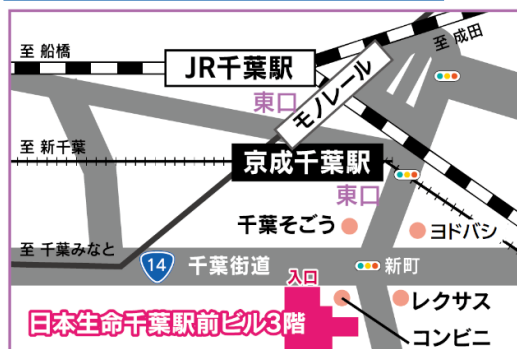 至 船橋
至 成田
JR千葉駅
モノレール
東口
至 新千葉
京成千葉駅
東口
千葉そごう
ヨドバシ
至 千葉みなと
14
千葉街道
新町
入口
日本生命千葉駅前ビル3階
レクサス
コンビニ